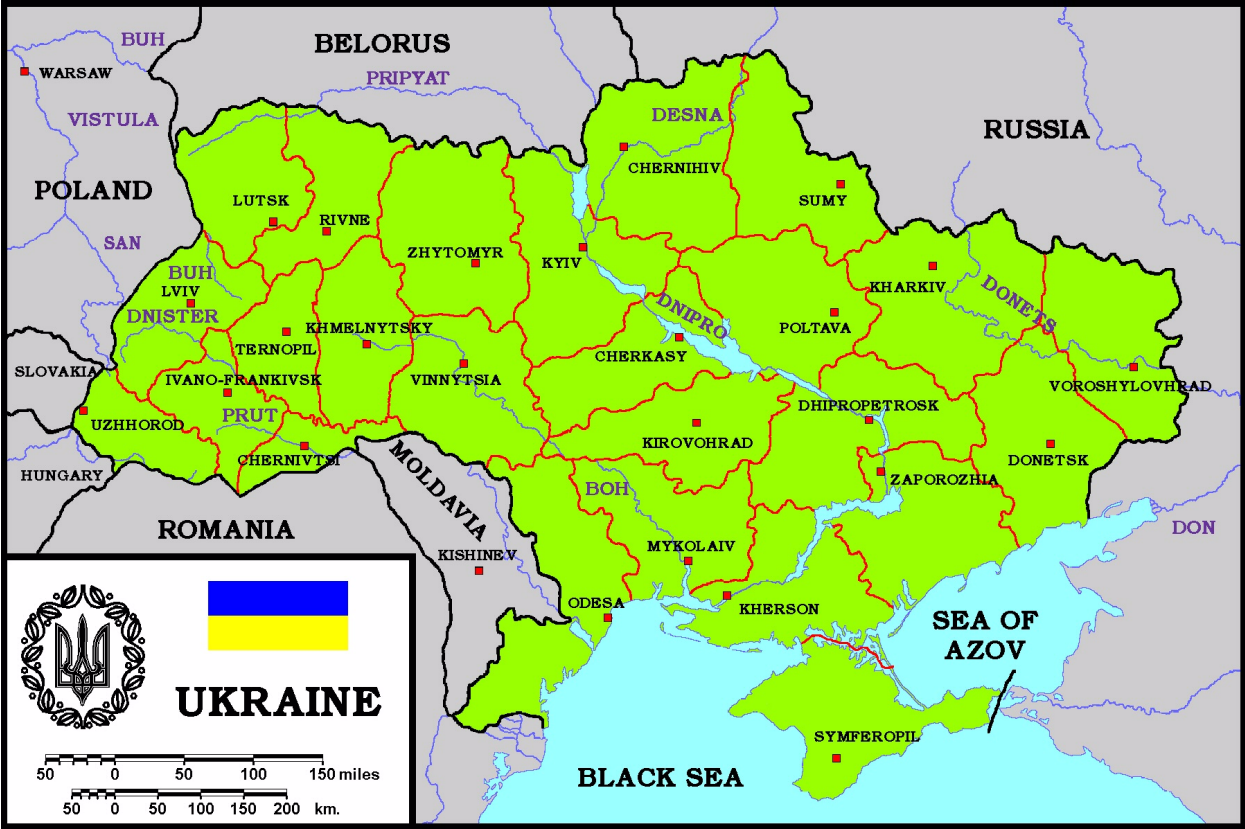 BUH
BELORUS
WARSAW
PRIPYAT
VISTULA
DESNA
RUSSIA
CHERNIHIV
POLAND
LUTSK
SUMY
RIVNE
SAN
ZHYTOMYR
KYIV
BUH
LVIV
KHARKIV
DONETS
DNISTER
DNIPRO
KHMELNYTSKY
POLTAVA
TERNOPIL
CHERKASY
SLOVAKIA
IVANO-FRANKIVSK
VINNYTSIA
VOROSHYLOVHRAD
PRUT
DHIPROPETROSK
UZHHOROD
KIROVOHRAD
CHERNIVTSI
DONETSK
HUNGARY
MOLDAVIA
BOH
ZAPOROZHIA
ROMANIA
DON
MYKOLAIV
KISHINEV
ODESA
KHERSON
SEA OF
AZOV
UKRAINE
SYMFEROPIL
BLACK SEA
50 0 50 100 150 miles
50 0 50 100 150 200 km.